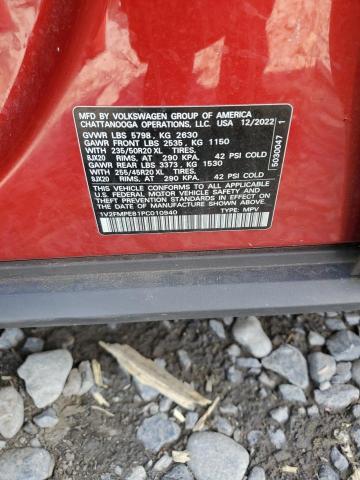 MFD BY VOLKSWAGEN GROUP OF AMERICA
CHATTANOOGA OPERATIONS, LLC. USA 12/2022
GVWR LBS 5798, KG 2630
GAWR FRONT LBS 2535, KG 1150
WITH 235/50R20 XL TIRES,
8JX20 RIMS, AT 290 KPA, 42 PSI COLD
GAWR REAR LBS 3373, KG 1530
WITH 255/45R20 XL TIRES,
9JX20 RIMS, AT 290 KPA, 42 PSI COLD
THIS VEHICLE CONFORMS TO ALL APPLICABLE
FEDERAL MOTOR VEHICLE SAFETY AND
THEFT PREVENTION STANDARDS IN EFFECT
ON THE DATE OF MANUFACTURE SHOWN
ABOVE.
1V2FMPE81PC010940 TYPE: MPV
5030047 1